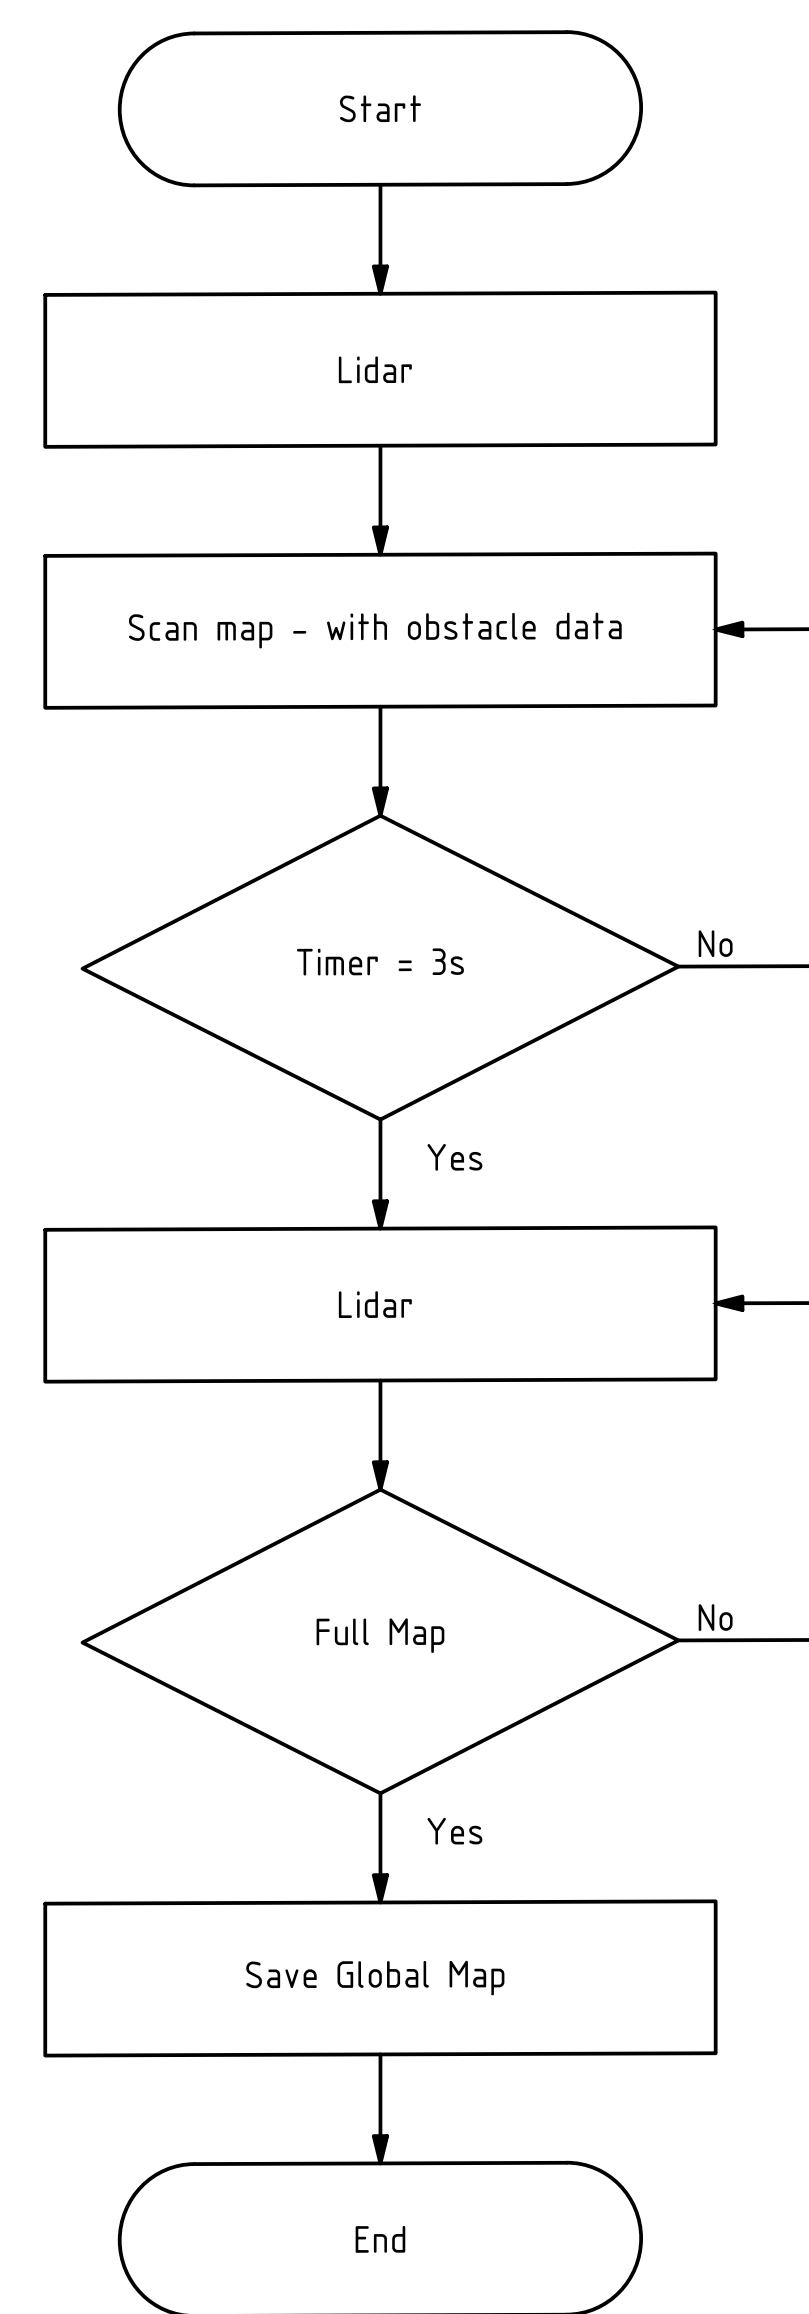 Start
Lidar
Scan map - with obstacle data
Timer = 3s
No
Yes
Lidar
Full Map
No
Yes
Save Global Map
End